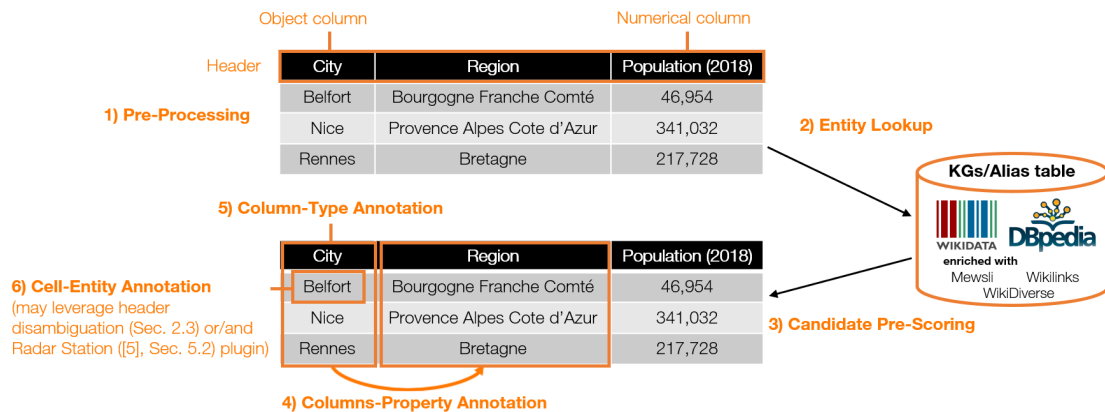 Object column
Numerical column
Header
City Region Population (2018)
Belfort Bourgogne Franche Comté 46,954
1) Pre-Processing
Nice Provence Alpes Cote d'Azur 341,032
2) Entity Lookup
Rennes Bretagne 217,728
KGs/Alias table
5) Column-Type Annotation
WIKIDATA
DBpedia
City Region Population (2018)
enriched with
Mewsli Wikilinks
WikiDiverse
6) Cell-Entity Annotation
(may leverage header
disambiguation (Sec. 2.3) or/and
Radar Station ([5], Sec. 5.2) plugin)
Belfort Bourgogne Franche Comté 46,954
Nice Provence Alpes Cote d'Azur 341,032
3) Candidate Pre-Scoring
Rennes Bretagne 217,728
4) Columns-Property Annotation